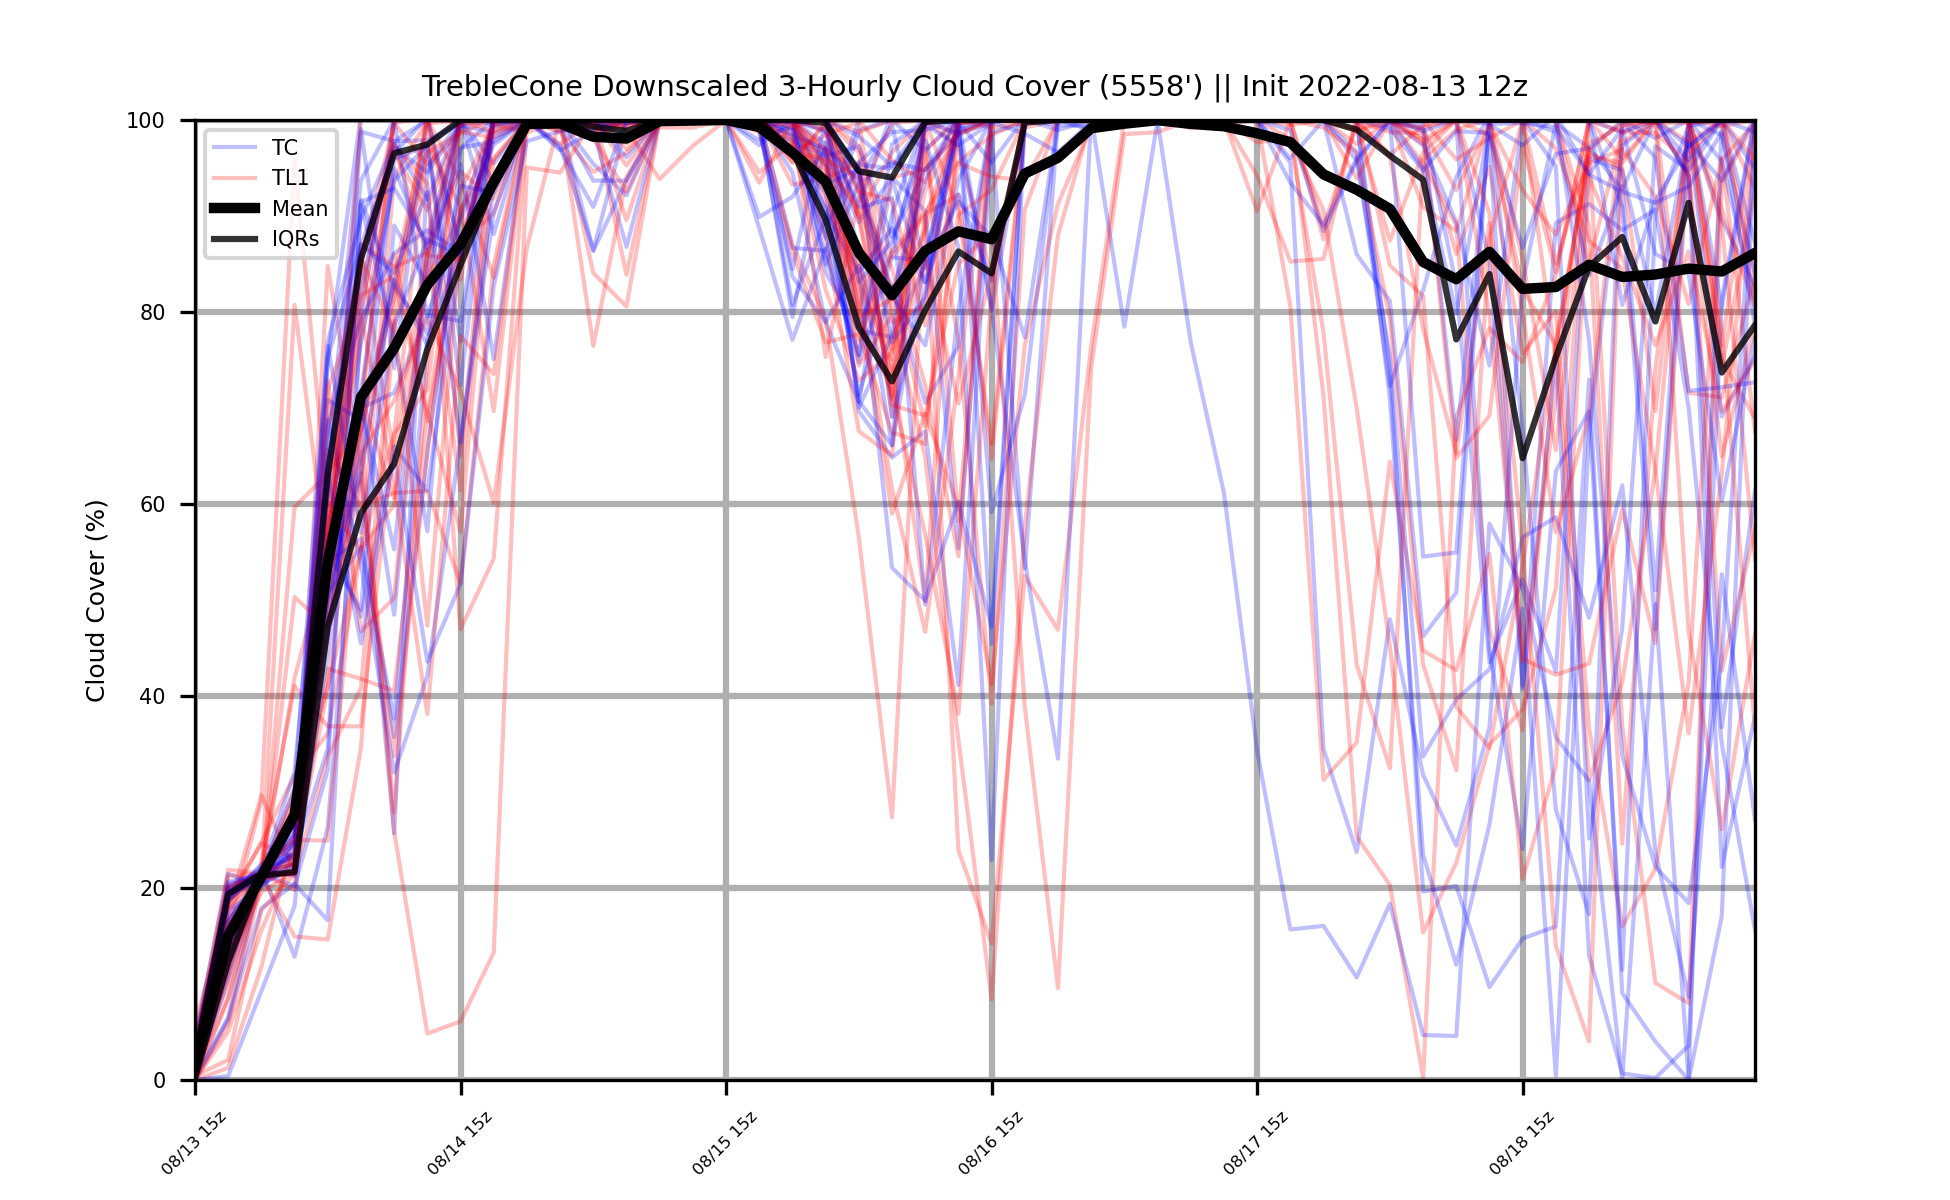 TrebleCone Downscaled 3-Hourly Cloud Cover (5558') || Init 2022-08-13 12z
Cloud Cover (%)
100
80
60
40
20
0
TC
TL1
Mean
IQRs
08/13 15z
08/14 15z
08/15 15z
08/16 15z
08/17 15z
08/18 15z